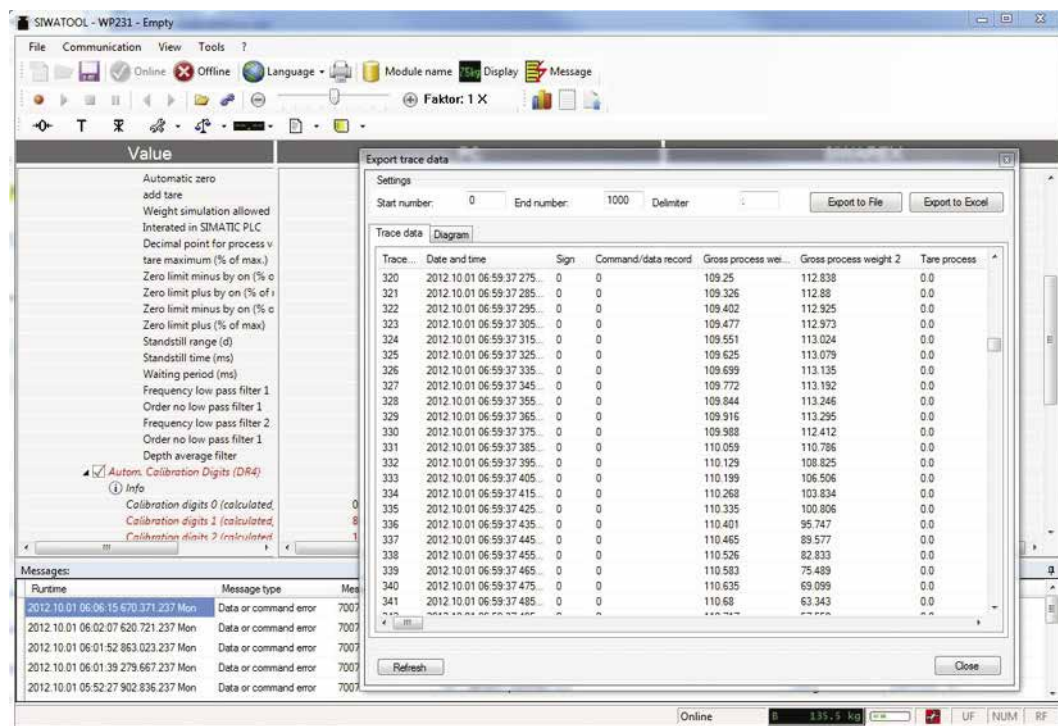 SIWATOOL - WP231 - Empty
File Communication View Tools ?
Online Offline Language Module name 75kg Display Message
Faktor: 1 X
T
Value
Automatic zero
add tare
Weight simulation allowed
Interated in SIMATIC PLC
Decimal point for process v
tare maximum (% of max.)
Zero limit minus by on (% o
Zero limit plus by on (% of
Zero limit minus by on (% o
Zero limit plus (% of max)
Standstill range (d)
Standstill time (ms)
Waiting period (ms)
Frequency low pass filter 1
Order no low pass filter 1
Frequency low pass filter 2
Order no low pass filter 1
Depth average filter
Autom. Calibration Digits (DR4)
Info
Calibration digits 0 (calculated, 0
Calibration digits 1 (calculated, 8
Calibration digits 2 (calculated 1
Export trace data
Settings
Start number: 0 End number: 1000 Delimiter ; Export to File Export to Excel
Trace data Diagram
Trace... Date and time Sign Command/data record Gross process wei... Gross process weight 2 Tare process
320 2012.10.01 06:59:37 275... 0 0 109.25 112.838 0.0
321 2012.10.01 06:59:37 285... 0 0 109.326 112.88 0.0
322 2012.10.01 06:59:37 295... 0 0 109.402 112.925 0.0
323 2012.10.01 06:59:37 305... 0 0 109.477 112.973 0.0
324 2012.10.01 06:59:37 315... 0 0 109.551 113.024 0.0
325 2012.10.01 06:59:37 325... 0 0 109.625 113.079 0.0
326 2012.10.01 06:59:37 335... 0 0 109.699 113.135 0.0
327 2012.10.01 06:59:37 345... 0 0 109.772 113.192 0.0
328 2012.10.01 06:59:37 355... 0 0 109.844 113.246 0.0
329 2012.10.01 06:59:37 365... 0 0 109.916 113.295 0.0
330 2012.10.01 06:59:37 375... 0 0 109.988 112.412 0.0
331 2012.10.01 06:59:37 385... 0 0 110.059 110.786 0.0
332 2012.10.01 06:59:37 395... 0 0 110.129 108.825 0.0
333 2012.10.01 06:59:37 405... 0 0 110.199 106.506 0.0
334 2012.10.01 06:59:37 415... 0 0 110.268 103.834 0.0
335 2012.10.01 06:59:37 425... 0 0 110.335 100.806 0.0
336 2012.10.01 06:59:37 435... 0 0 110.401 95.747 0.0
337 2012.10.01 06:59:37 445... 0 0 110.465 89.577 0.0
338 2012.10.01 06:59:37 455... 0 0 110.526 82.833 0.0
339 2012.10.01 06:59:37 465... 0 0 110.583 75.489 0.0
340 2012.10.01 06:59:37 475... 0 0 110.635 69.099 0.0
341 2012.10.01 06:59:37 485... 0 0 110.68 63.343 0.0
Refresh Close
Messages:
Runtime Message type Mes
2012.10.01 06:06:15 670.371.237 Mon Data or command error 7007
2012.10.01 06:02:07 620.721.237 Mon Data or command error 7007
2012.10.01 06:01:52 863.023.237 Mon Data or command error 7007
2012.10.01 06:01:39 279.667.237 Mon Data or command error 7007
2012.10.01 05:52:27 902.836.237 Mon Data or command error 7007
Online B 135.5 kg UF NUM RF